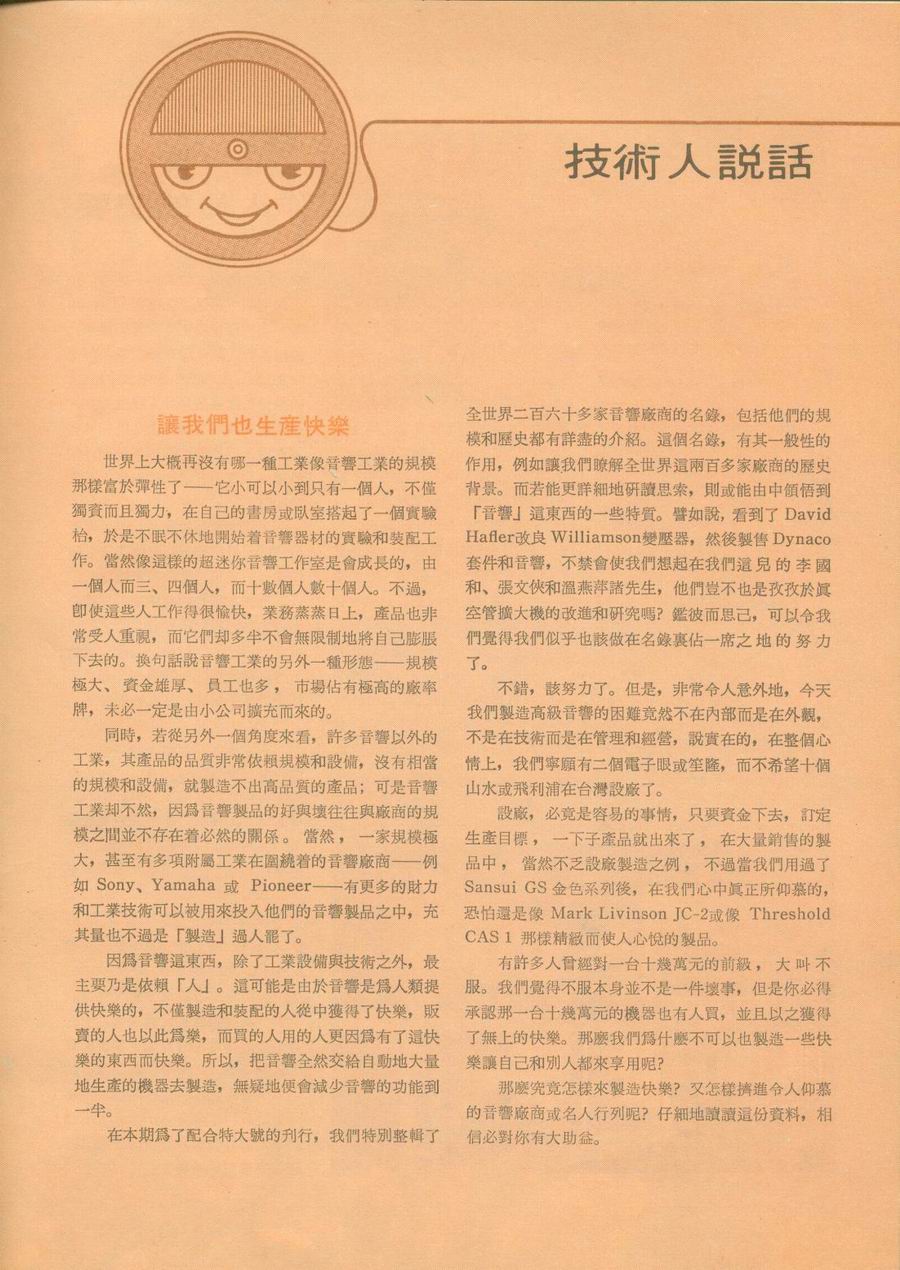 技術人説話
讓我們也生産快樂
世界上大概再沒有哪一種工業像音響工業的規模
那樣富於彈性了——它小可以小到只有一個人，不僅
獨資而且獨力，在自己的書房或臥室搭起了一個實驗
枱，於是不眠不休地開始着音響器材的實驗和裝配工
作。當然像這樣的超迷你音響工作室是會成長的，由
一個人而三、四個人，而十數個人數十個人。不過，
卽使這些人工作得很愉快，業務蒸蒸日上，產品也非
常受人重視，而它們却多半不會無限制地將自己膨脹
下去的。換句話說音響工業的另外一種形態——規模
極大、資金雄厚、員工也多，市場佔有極高的廠牽
牌，未必一定是由小公司擴充而來的。
同時，若從另外一個角度來看，許多音響以外的
工業，其產品的品質非常依賴規模和設備，沒有相當
的規模和設備，就製造不出高品質的產品；可是音響
工業却不然，因爲音響製品的好與壞往往與廠商的規
模之間並不存在着必然的關係。當然，一家規模極
大，甚至有多項附屬工業在圍繞着的音響廠商——例
如 Sony、Yamaha 或 Pioneer——有更多的財力
和工業技術可以被用來投入他們的音響製品之中，充
其量也不過是「製造」過人罷了。
因爲音響這東西，除了工業設備與技術之外，最
主要乃是依賴「人」。這可能是由於音響是爲人類提
供快樂的，不僅製造和裝配的人從中獲得了快樂，販
賣的人也以此爲樂，而買的人用的人更因爲有了這快
樂的東西而快樂。所以，把音響全然交給自動地大量
地生產的機器去製造，無疑地便會減少音響的功能到
一半。
在本期爲了配合特大號的刊行，我們特別整輯了
全世界二百六十多家音響廠商的名錄，包括他們的規
模和歷史都有詳盡的介紹。這個名錄，有其一般性的
作用，例如讓我們瞭解全世界這兩百多家廠商的歷史
背景。而若能更詳細地研讀思索，則或能由中領悟到
「音響」這東西的一些特質。譬如說，看到了 David
Hafler改良 Williamson變壓器，然後製售 Dynaco
套件和音響，不禁會使我們想起在我們這兒的李國
和、張文俠和溫燕萍諸先生，他們豈不也是孜孜於眞
空管擴大機的改進和研究嗎？鑑彼而思己，可以令我
們覺得我們似乎也該做在名錄裏佔一席之地的努力
了。
不錯，該努力了。但是，非常令人意外地，今天
我們製造高級音響的困難竟然不在內部而是在外觀，
不是在技術而是在管理和經營，說實在的，在整個心
情上，我們寧願有二個電子眼或笙隆，而不希望十個
山水或飛利浦在台灣設廠了。
設廠，必竟是容易的事情，只要資金下去，訂定
生產目標，一下子產品就出來了，在大量銷售的製
品中，當然不乏設廠製造之例，不過當我們用過了
Sansui GS 金色系列後，在我們心中眞正所仰慕的，
恐怕還是像 Mark Livinson JC-2或像 Threshold
CAS 1 那樣精緻而使人心悅的製品。
有許多人曾經對一台十幾萬元的前級，大叫不
服。我們覺得不服本身並不是一件壞事，但是你必得
承認那一台十幾萬元的機器也有人買，並且以之獲得
了無上的快樂。那麽我們爲什麽不可以也製造一些快
樂讓自己和別人都來享用呢？
那麽究竟怎樣來製造快樂？又怎樣擠進令人仰慕
的音響廠商或名人行列呢？仔細地讀讀這份資料，相
信必對你有大助益。